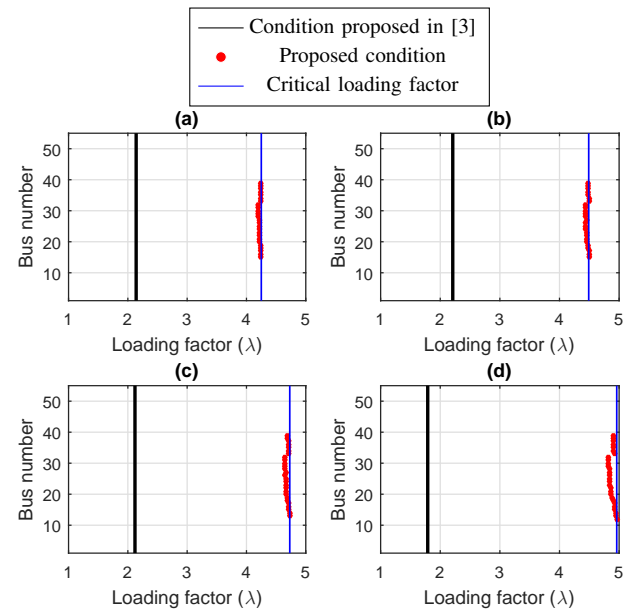 Condition proposed in [3]
Proposed condition
Critical loading factor
(a)
(b)
Bus number
50
40
30
20
10
1 2 3 4 5
Loading factor (λ)
Bus number
50
40
30
20
10
1 2 3 4 5
Loading factor (λ)
(c)
(d)
Bus number
50
40
30
20
10
1 2 3 4 5
Loading factor (λ)
Bus number
50
40
30
20
10
1 2 3 4 5
Loading factor (λ)